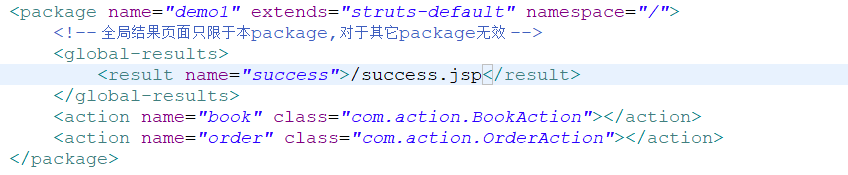 <package name="demo1" extends="struts-default" namespace="/">
<!-- 全局结果页面只限于本package,对于其它package无效 -->
<global-results>
<result name="success">/success.jsp</result>
</global-results>
<action name="book" class="com.action.BookAction"></action>
<action name="order" class="com.action.OrderAction"></action>
</package>